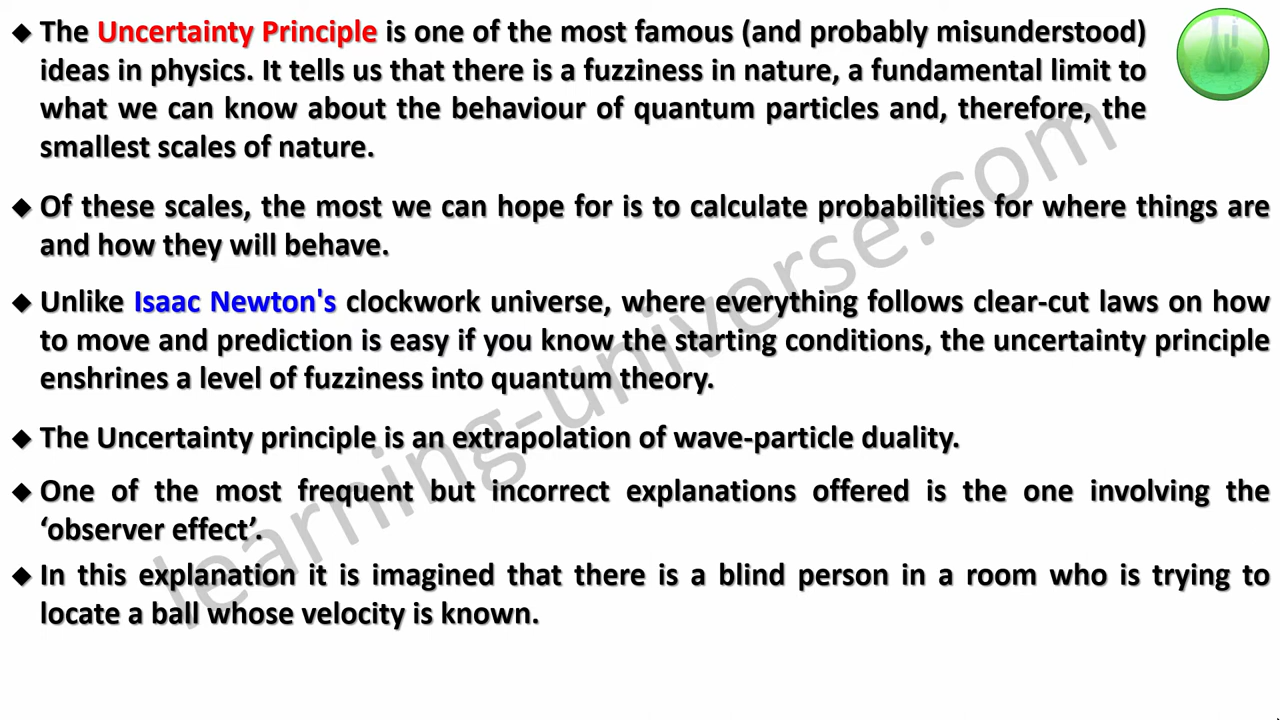 ◆ The Uncertainty Principle is one of the most famous (and probably misunderstood)
ideas in physics. It tells us that there is a fuzziness in nature, a fundamental limit to
what we can know about the behaviour of quantum particles and, therefore, the
smallest scales of nature.
◆ Of these scales, the most we can hope for is to calculate probabilities for where things are
and how they will behave.
◆ Unlike Isaac Newton's clockwork universe, where everything follows clear-cut laws on how
to move and prediction is easy if you know the starting conditions, the uncertainty principle
enshrines a level of fuzziness into quantum theory.
◆ The Uncertainty principle is an extrapolation of wave-particle duality.
◆ One of the most frequent but incorrect explanations offered is the one involving the
‘observer effect’.
◆ In this explanation it is imagined that there is a blind person in a room who is trying to
locate a ball whose velocity is known.
learning-universe.com